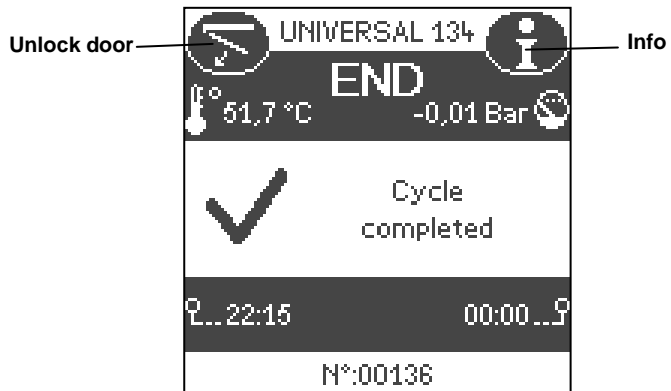 UNIVERSAL 134
Unlock door
Info
END
51,7 °C
-0,01 Bar
Cycle
completed
22:15
00:00
N°:00136